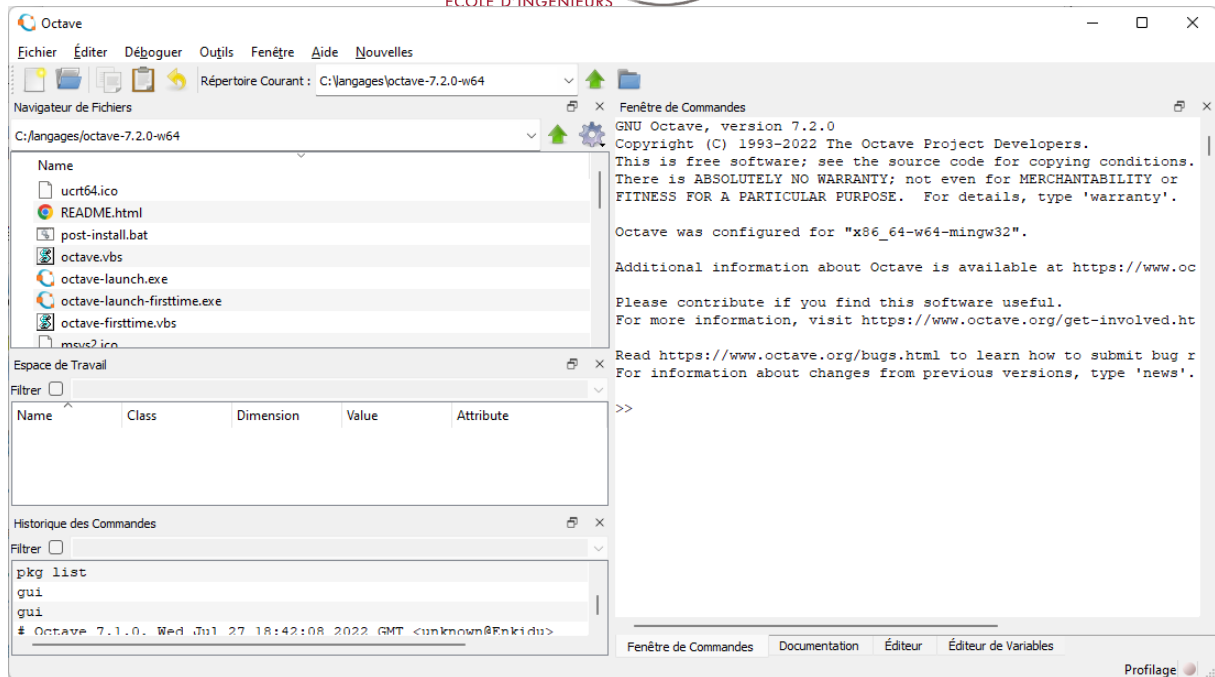 ECOLE D'INGENIEURS
Octave
Fichier Éditer Déboguer Outils Fenêtre Aide Nouvelles
Répertoire Courant : C:\langages\octave-7.2.0-w64
Navigateur de Fichiers
C:/langages/octave-7.2.0-w64
Name
ucrt64.ico
README.html
post-install.bat
octave.vbs
octave-launch.exe
octave-launch-firsttime.exe
octave-firsttime.vbs
msys2.ico
Espace de Travail
Filtrer
Name Class Dimension Value Attribute
Historique des Commandes
Filtrer
pkg list
gui
gui
# Octave 7.1.0, Wed Jul 27 18:42:08 2022 GMT <unknown@Enkidu>
Fenêtre de Commandes
GNU Octave, version 7.2.0
Copyright (C) 1993-2022 The Octave Project Developers.
This is free software; see the source code for copying conditions.
There is ABSOLUTELY NO WARRANTY; not even for MERCHANTABILITY or
FITNESS FOR A PARTICULAR PURPOSE.  For details, type 'warranty'.
Octave was configured for "x86_64-w64-mingw32".
Additional information about Octave is available at https://www.oc
Please contribute if you find this software useful.
For more information, visit https://www.octave.org/get-involved.ht
Read https://www.octave.org/bugs.html to learn how to submit bug r
For information about changes from previous versions, type 'news'.
>>
Fenêtre de Commandes Documentation Éditeur Éditeur de Variables
Profilage